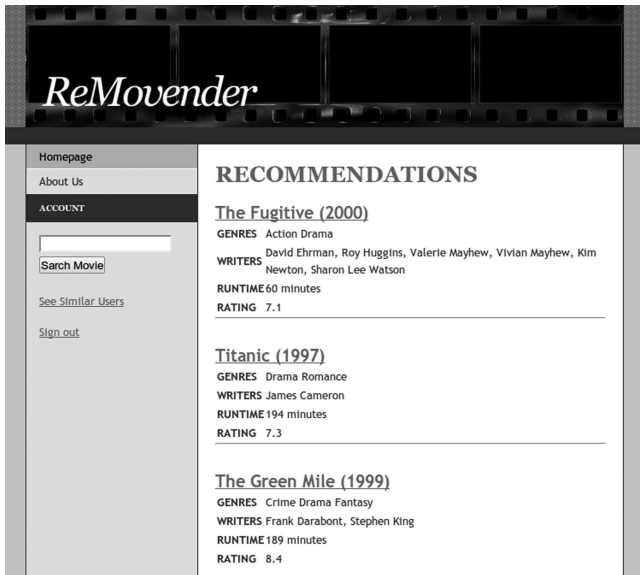 ReMovender
Homepage
About Us
ACCOUNT
Sarch Movie
See Similar Users
Sign out
RECOMMENDATIONS
The Fugitive (2000)
GENRES Action Drama
WRITERS David Ehrman, Roy Huggins, Valerie Mayhew, Vivian Mayhew, Kim
Newton, Sharon Lee Watson
RUNTIME 60 minutes
RATING 7.1
Titanic (1997)
GENRES Drama Romance
WRITERS James Cameron
RUNTIME 194 minutes
RATING 7.3
The Green Mile (1999)
GENRES Crime Drama Fantasy
WRITERS Frank Darabont, Stephen King
RUNTIME 189 minutes
RATING 8.4